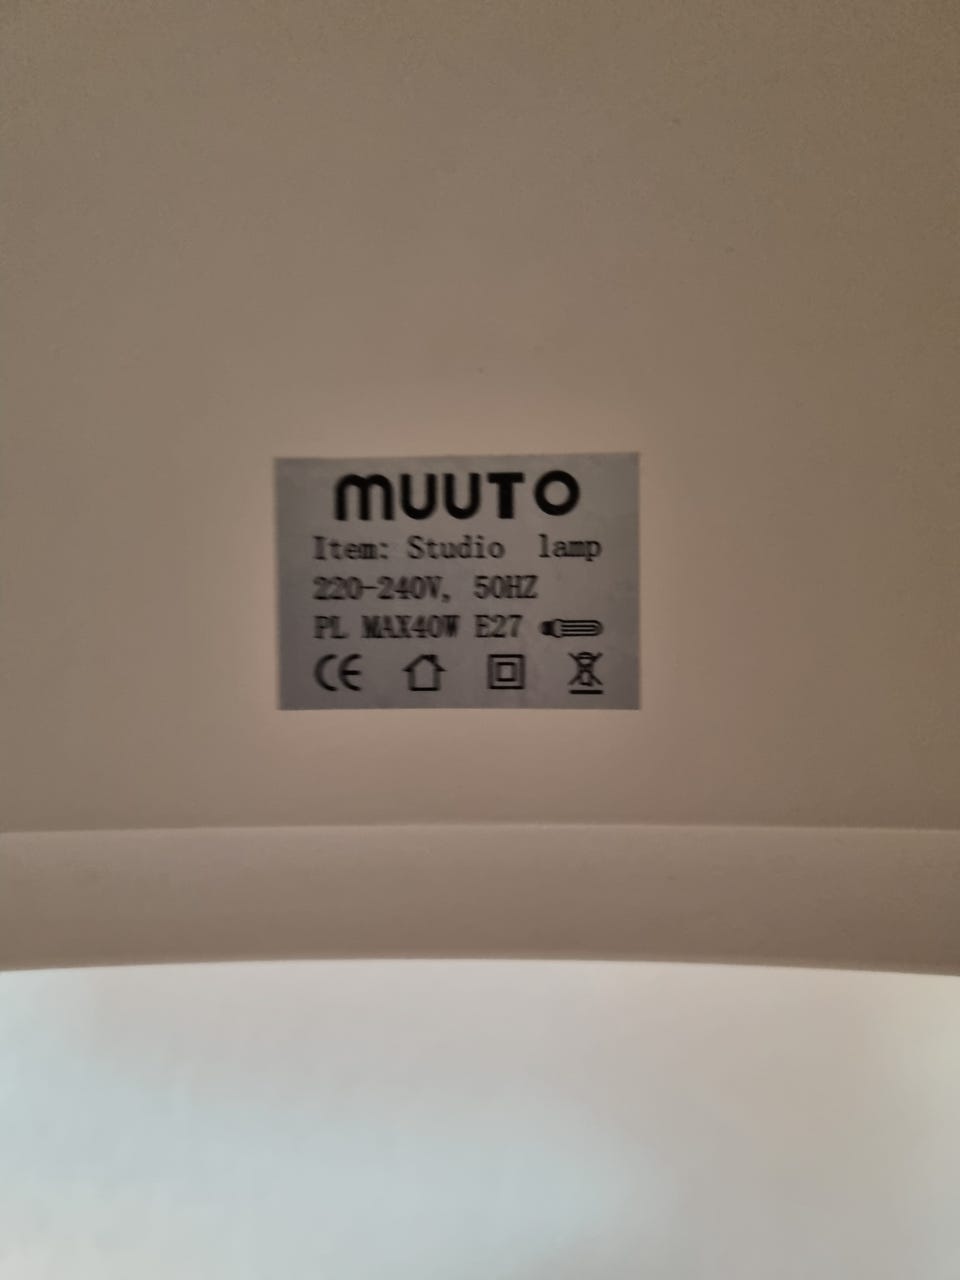 MUUTO
Item: Studio lamp
220-240V, 50HZ
PL MAX40W E27
CE